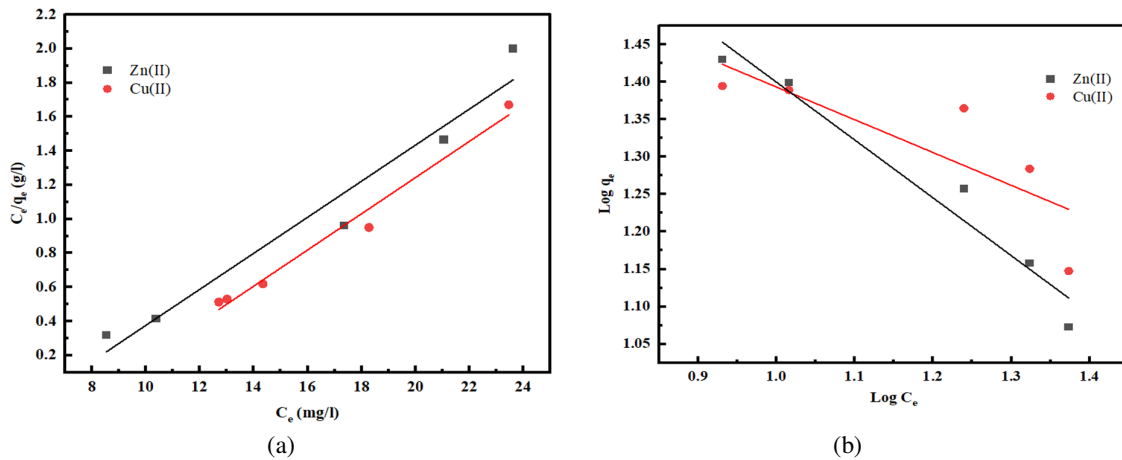 2.2
2.0
1.8
1.6
1.4
1.2
1.0
0.8
0.6
0.4
0.2
Cₑ/qₑ (g/l)
Zn(II)
Cu(II)
8 10 12 14 16 18 20 22 24
Cₑ (mg/l)
(a)
1.45
1.40
1.35
1.30
1.25
1.20
1.15
1.10
1.05
Log qₑ
Zn(II)
Cu(II)
0.9 1.0 1.1 1.2 1.3 1.4
Log Cₑ
(b)